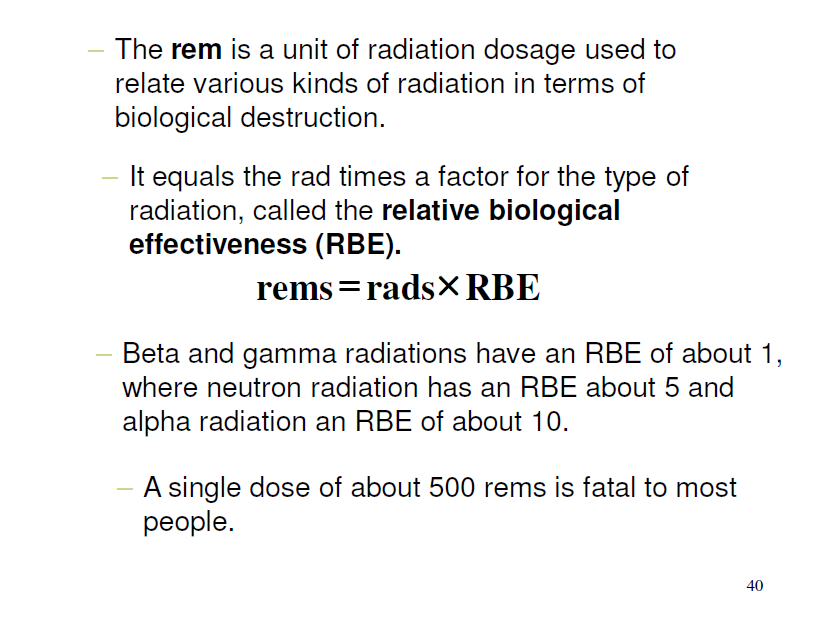 – The rem is a unit of radiation dosage used to
relate various kinds of radiation in terms of
biological destruction.
– It equals the rad times a factor for the type of
radiation, called the relative biological
effectiveness (RBE).
rems = rads × RBE
– Beta and gamma radiations have an RBE of about 1,
where neutron radiation has an RBE about 5 and
alpha radiation an RBE of about 10.
– A single dose of about 500 rems is fatal to most
people.
40